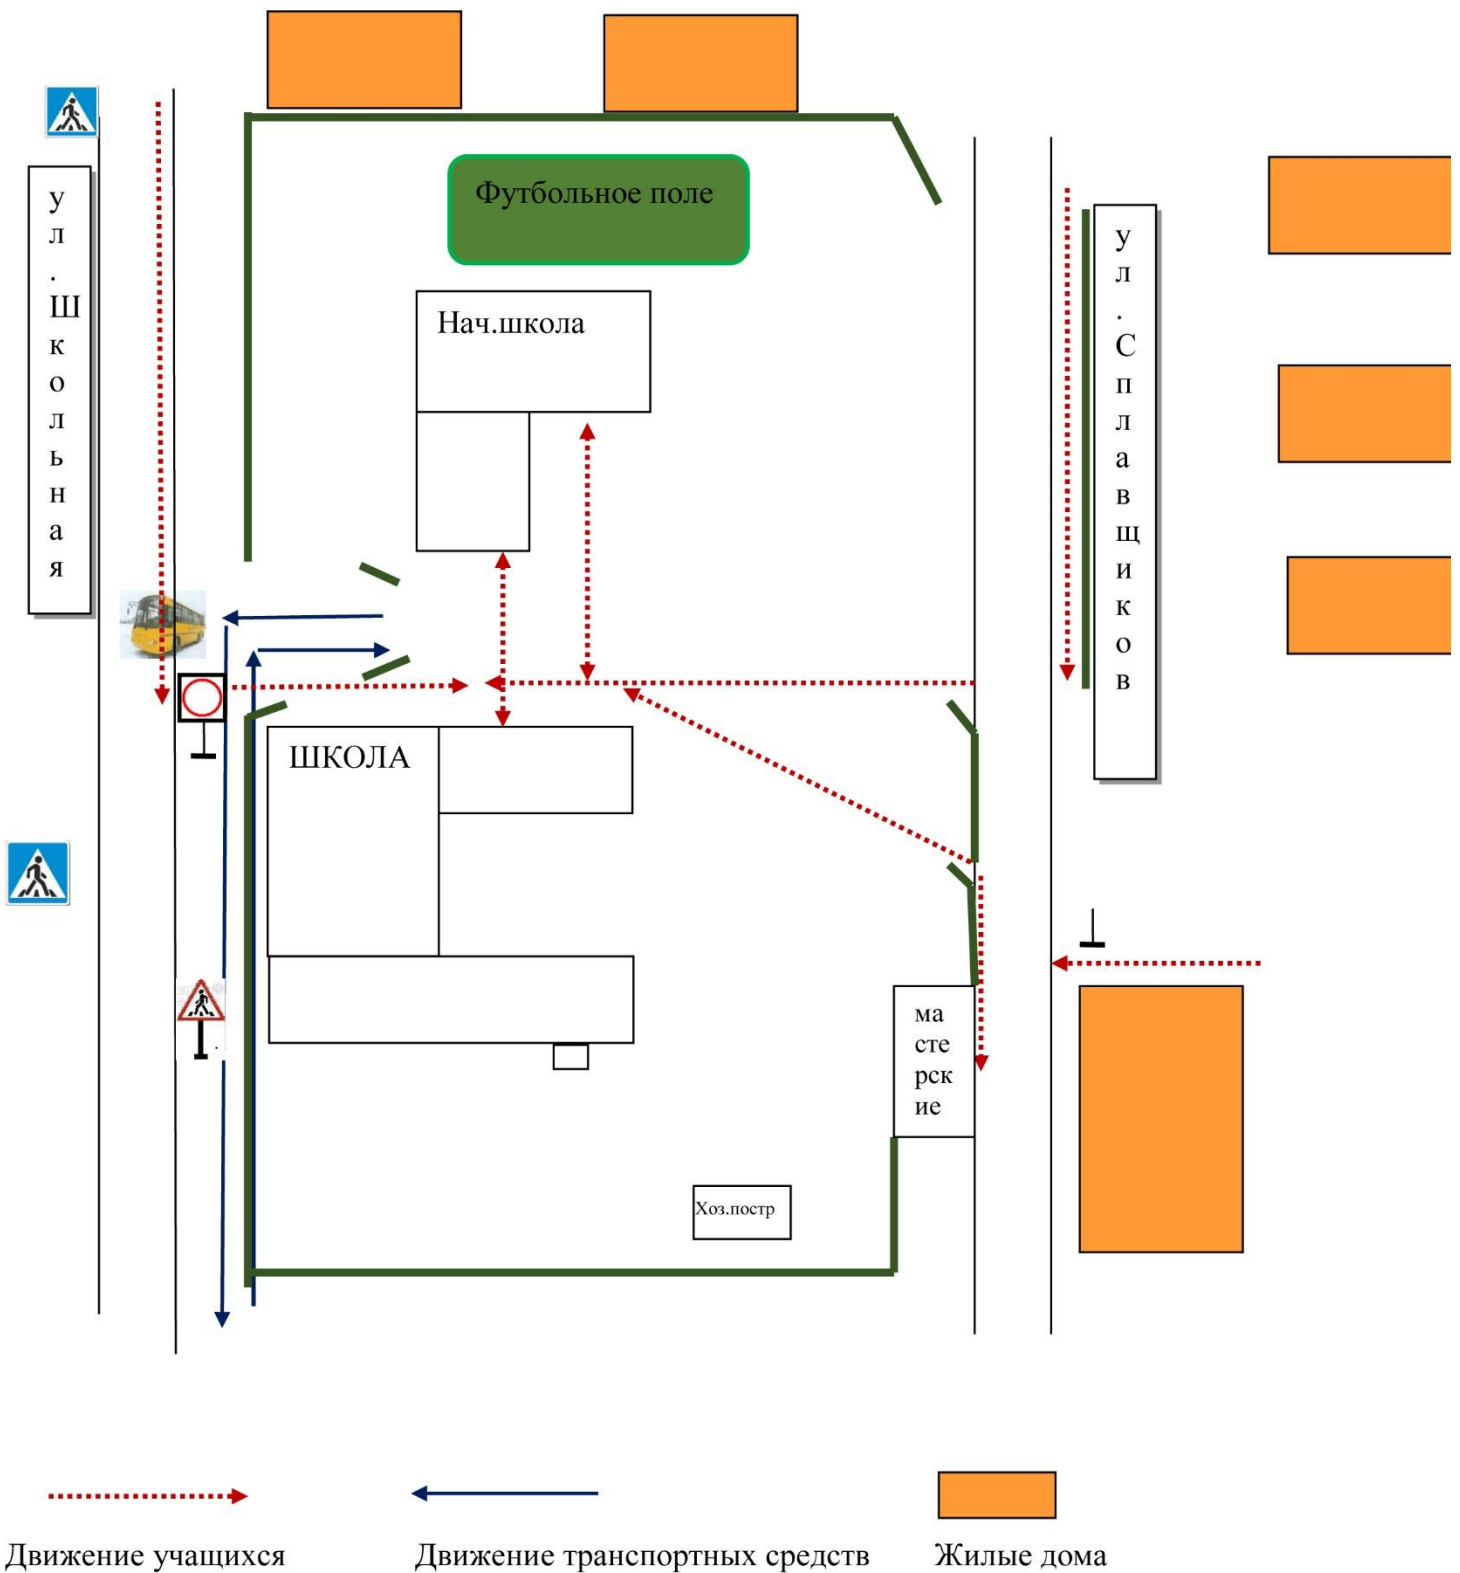 Футбольное поле
ул.Школьная
ул.Сплавщиков
Нач.школа
ШКОЛА
ма
сте
рск
ие
Хоз.постр
Движение учащихся
Движение транспортных средств
Жилые дома